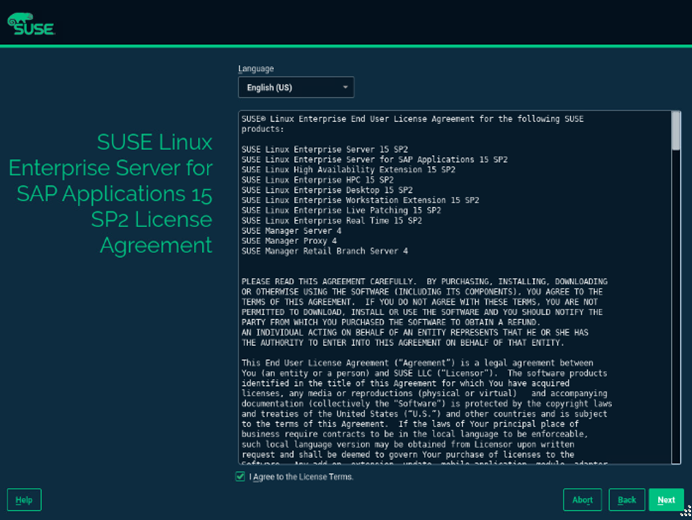 SUSE
Language
English (US)
SUSE Linux
Enterprise Server for
SAP Applications 15
SP2 License
Agreement
SUSE® Linux Enterprise End User License Agreement for the following SUSE
products:
SUSE Linux Enterprise Server 15 SP2
SUSE Linux Enterprise Server for SAP Applications 15 SP2
SUSE Linux High Availability Extension 15 SP2
SUSE Linux Enterprise HPC 15 SP2
SUSE Linux Enterprise Desktop 15 SP2
SUSE Linux Enterprise Workstation Extension 15 SP2
SUSE Linux Enterprise Live Patching 15 SP2
SUSE Linux Enterprise Real Time 15 SP2
SUSE Manager Server 4
SUSE Manager Proxy 4
SUSE Manager Retail Branch Server 4
PLEASE READ THIS AGREEMENT CAREFULLY.  BY PURCHASING, INSTALLING, DOWNLOADING
OR OTHERWISE USING THE SOFTWARE (INCLUDING ITS COMPONENTS), YOU AGREE TO THE
TERMS OF THIS AGREEMENT.  IF YOU DO NOT AGREE WITH THESE TERMS, YOU ARE NOT
PERMITTED TO DOWNLOAD, INSTALL OR USE THE SOFTWARE AND YOU SHOULD NOTIFY THE
PARTY FROM WHICH YOU PURCHASED THE SOFTWARE TO OBTAIN A REFUND.
AN INDIVIDUAL ACTING ON BEHALF OF AN ENTITY REPRESENTS THAT HE OR SHE HAS
THE AUTHORITY TO ENTER INTO THIS AGREEMENT ON BEHALF OF THAT ENTITY.
This End User License Agreement ("Agreement") is a legal agreement between
You (an entity or a person) and SUSE LLC ("Licensor").  The software products
identified in the title of this Agreement for which You have acquired
licenses, any media or reproductions (physical or virtual)  and accompanying
documentation (collectively the "Software") is protected by the copyright laws
and treaties of the United States ("U.S.") and other countries and is subject
to the terms of this Agreement.  If the laws of Your principal place of
business require contracts to be in the local language to be enforceable,
such local language version may be obtained from Licensor upon written
request and shall be deemed to govern Your purchase of licenses to the
Software.  Any add-on, extension, update, mobile application, module, adapter
I Agree to the License Terms.
Help
Abort
Back
Next